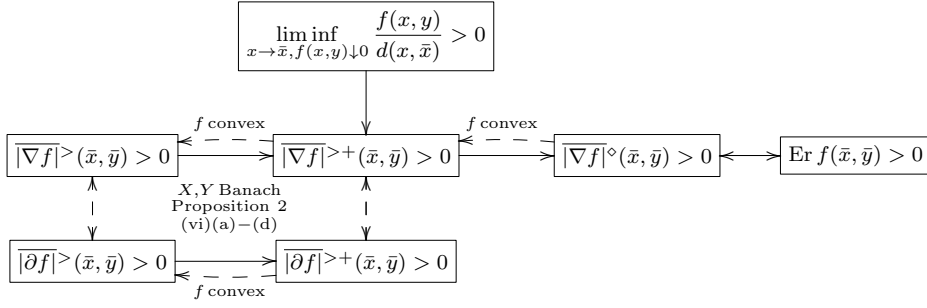 lim inf_{x→x̄, f(x,y)↓0} f(x, y) / d(x, x̄) > 0
f convex
f convex
\overline{|∇f|}^{>}(x̄, ȳ) > 0
\overline{|∇f|}^{>+}(x̄, ȳ) > 0
\overline{|∇f|}^{⋄}(x̄, ȳ) > 0
Er f(x̄, ȳ) > 0
X,Y Banach
Proposition 2
(vi)(a)−(d)
\overline{|∂f|}^{>}(x̄, ȳ) > 0
\overline{|∂f|}^{>+}(x̄, ȳ) > 0
f convex